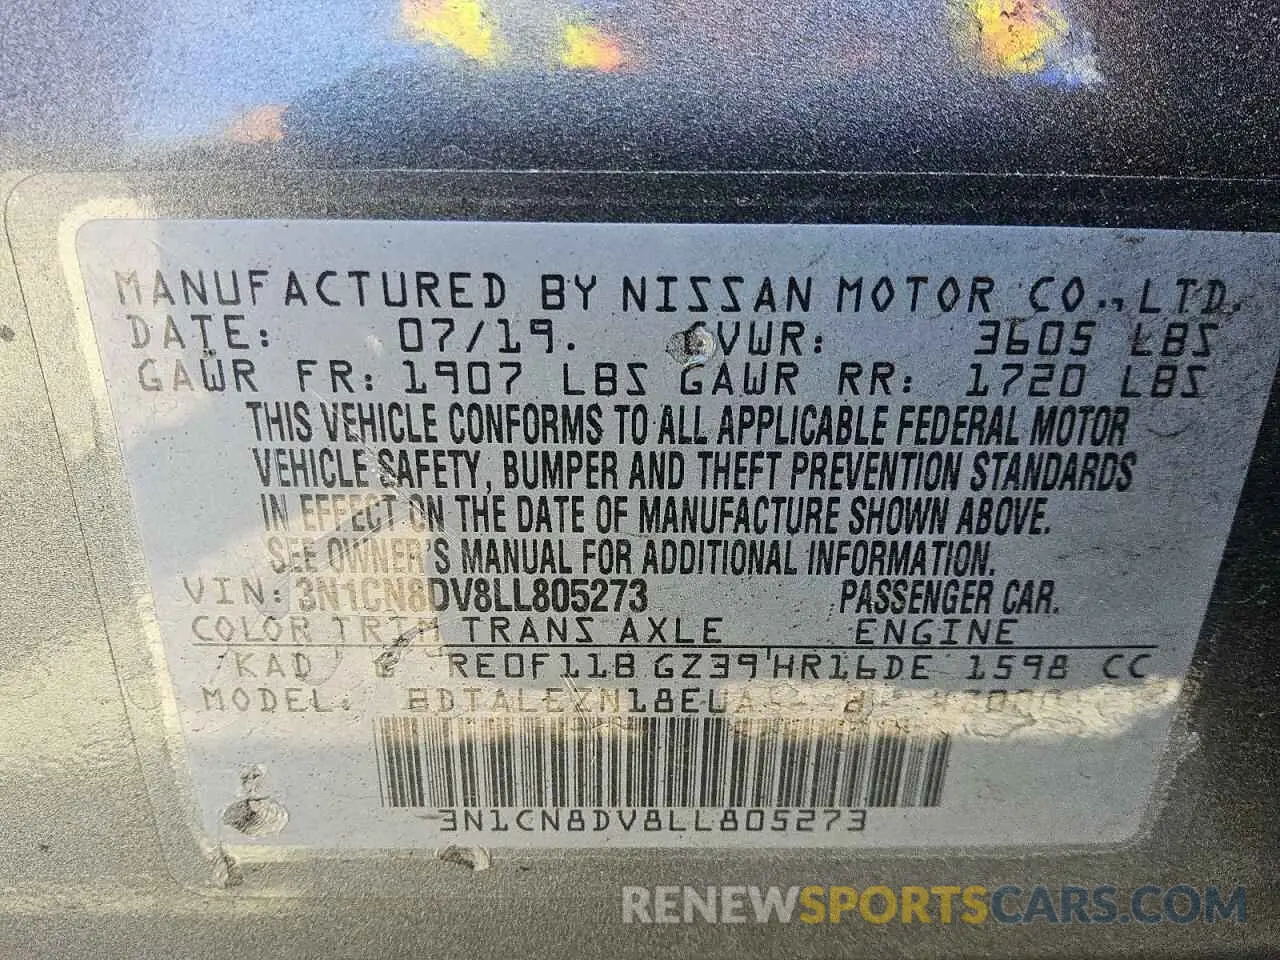 MANUFACTURED BY NISSAN MOTOR CO., LTD.
DATE: 07/19. GVWR: 3605 LBS
GAWR FR: 1907 LBS GAWR RR: 1720 LBS
THIS VEHICLE CONFORMS TO ALL APPLICABLE FEDERAL MOTOR
VEHICLE SAFETY, BUMPER AND THEFT PREVENTION STANDARDS
IN EFFECT ON THE DATE OF MANUFACTURE SHOWN ABOVE.
SEE OWNER'S MANUAL FOR ADDITIONAL INFORMATION.
VIN: 3N1CN8DV8LL805273 PASSENGER CAR.
COLOR TRIM TRANS AXLE ENGINE
KAD RE0F11B GZ39 HR16DE 1598 CC
MODEL: BDTALEZN18EUA
3N1CN8DV8LL805273
RENEWSPORTSCARS.COM